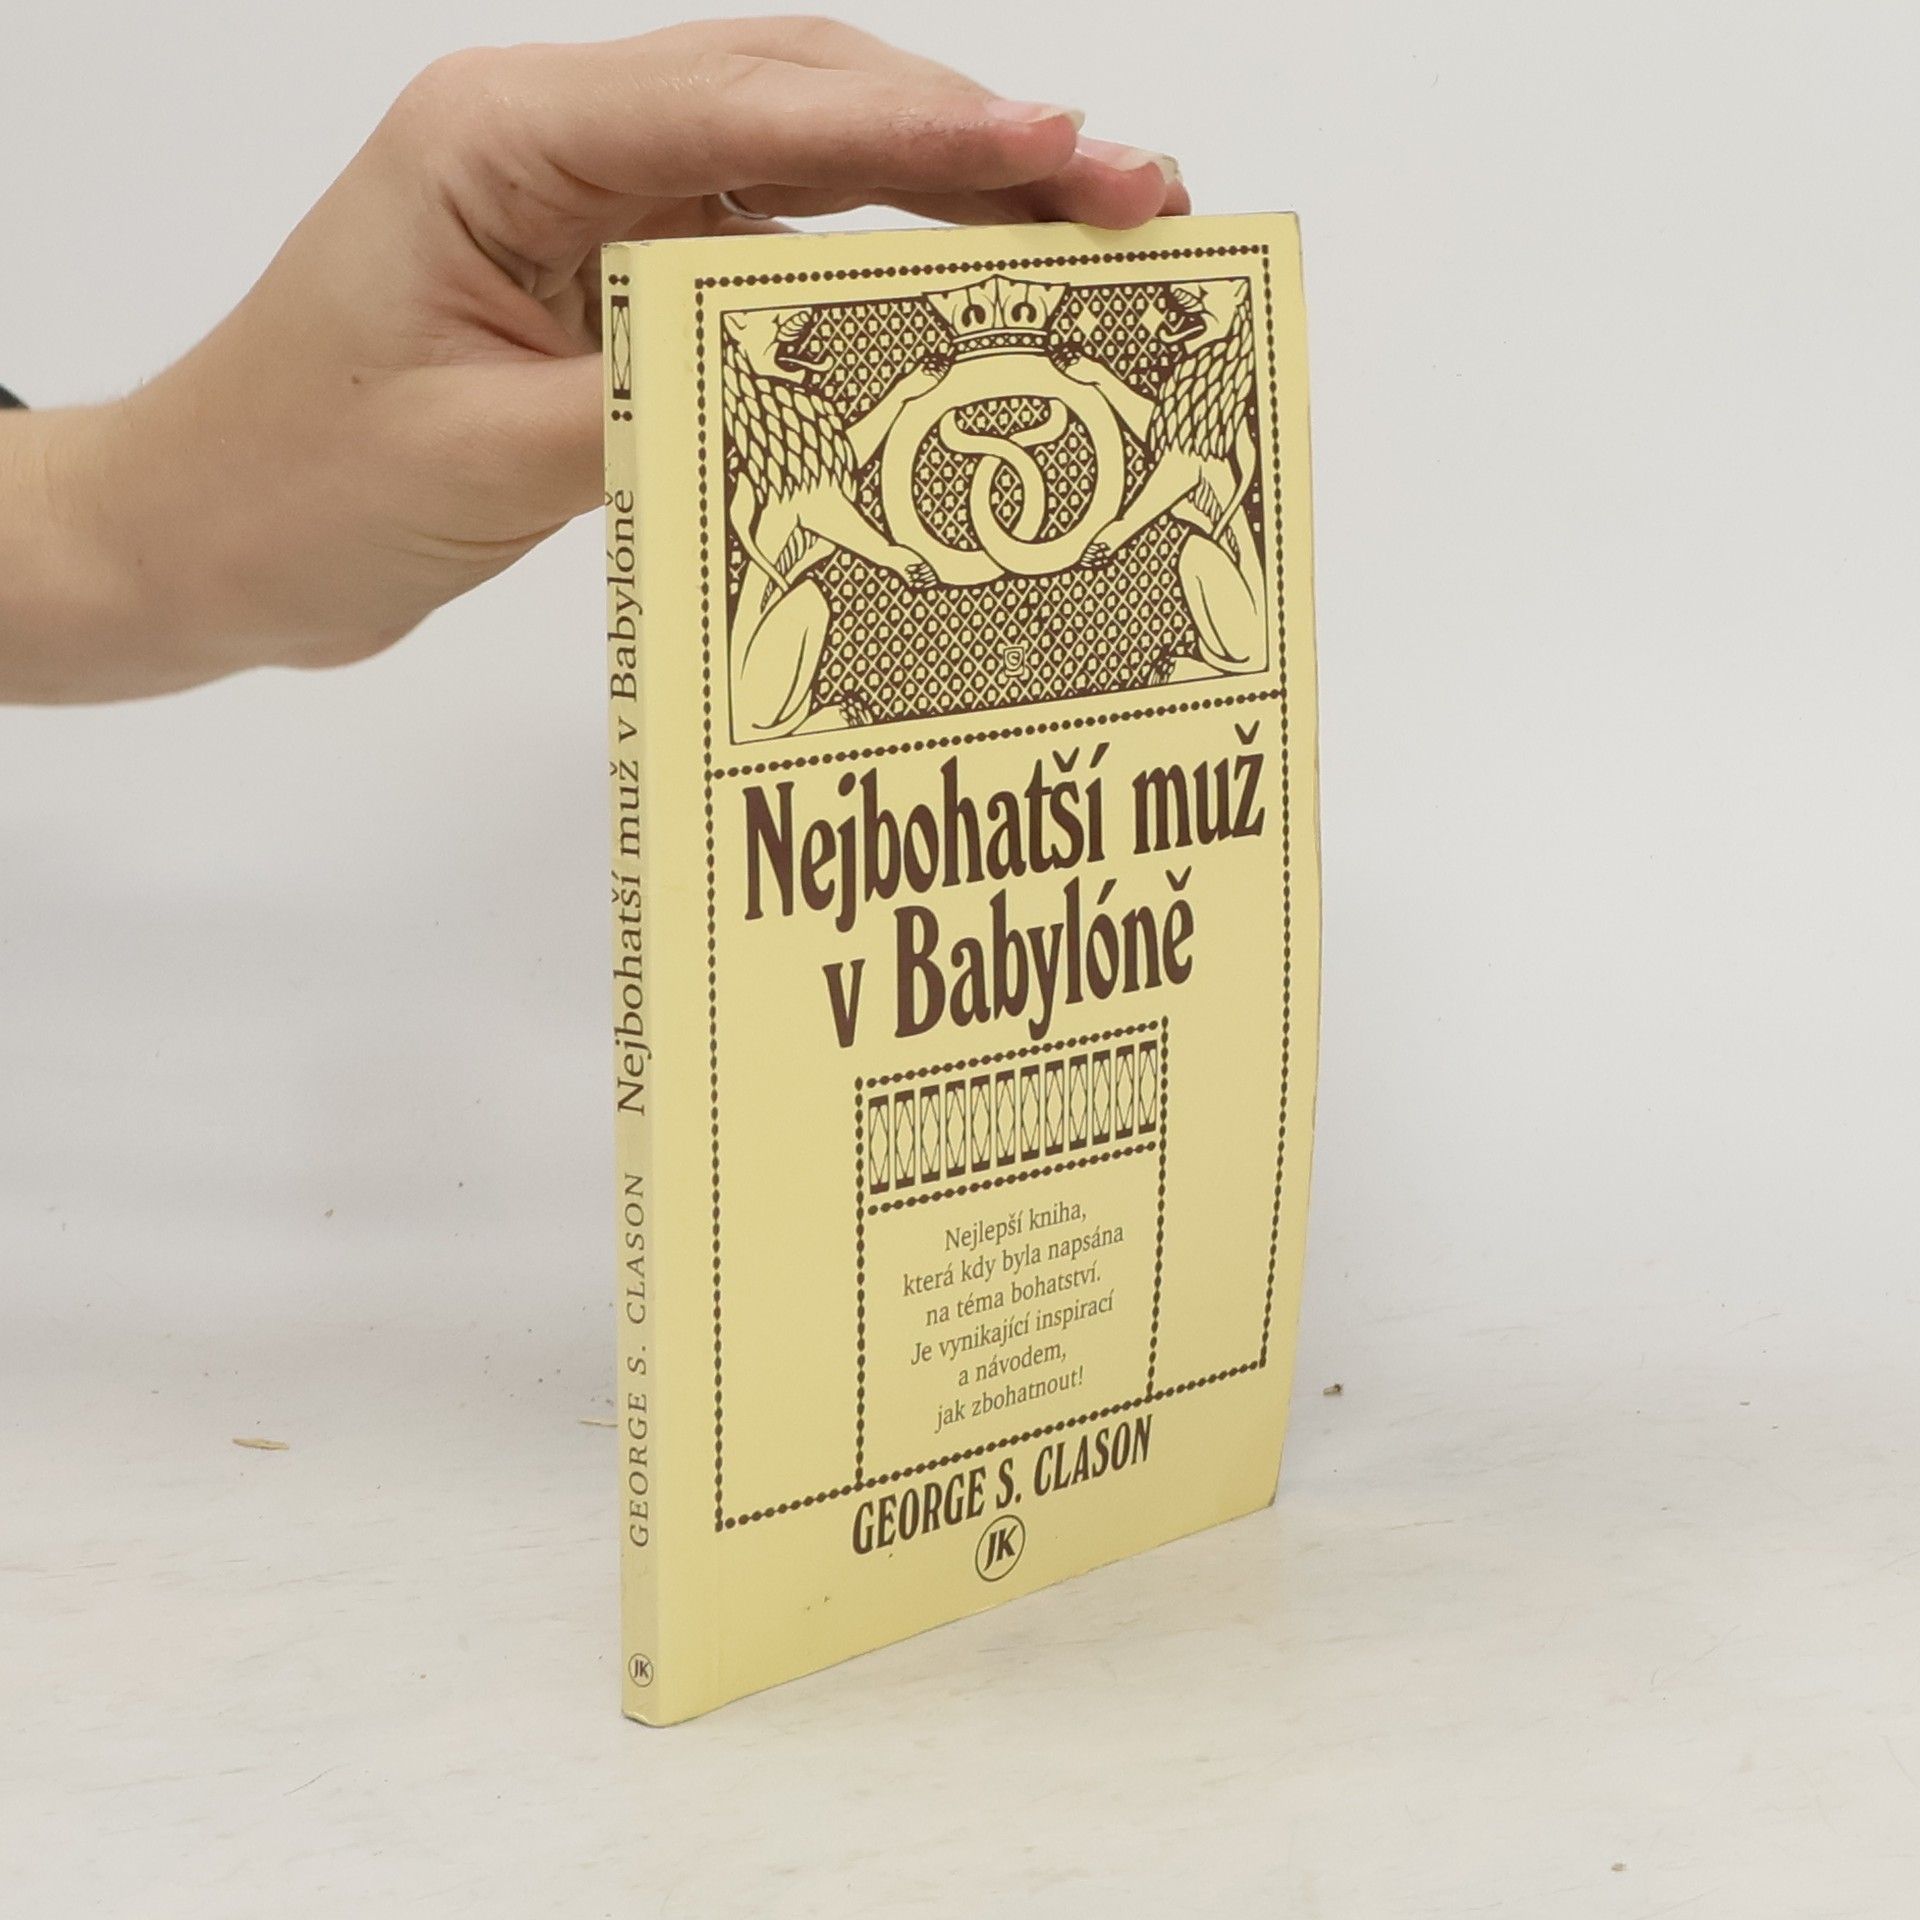 GEORGE S. CLASON Nejbohatší muž v Babylóně
JK
Nejbohatší muž
v Babylóně
Nejlepší kniha,
která kdy byla napsána
na téma bohatství.
Je vynikající inspirací
a návodem,
jak zbohatnout!
GEORGE S. CLASON
JK